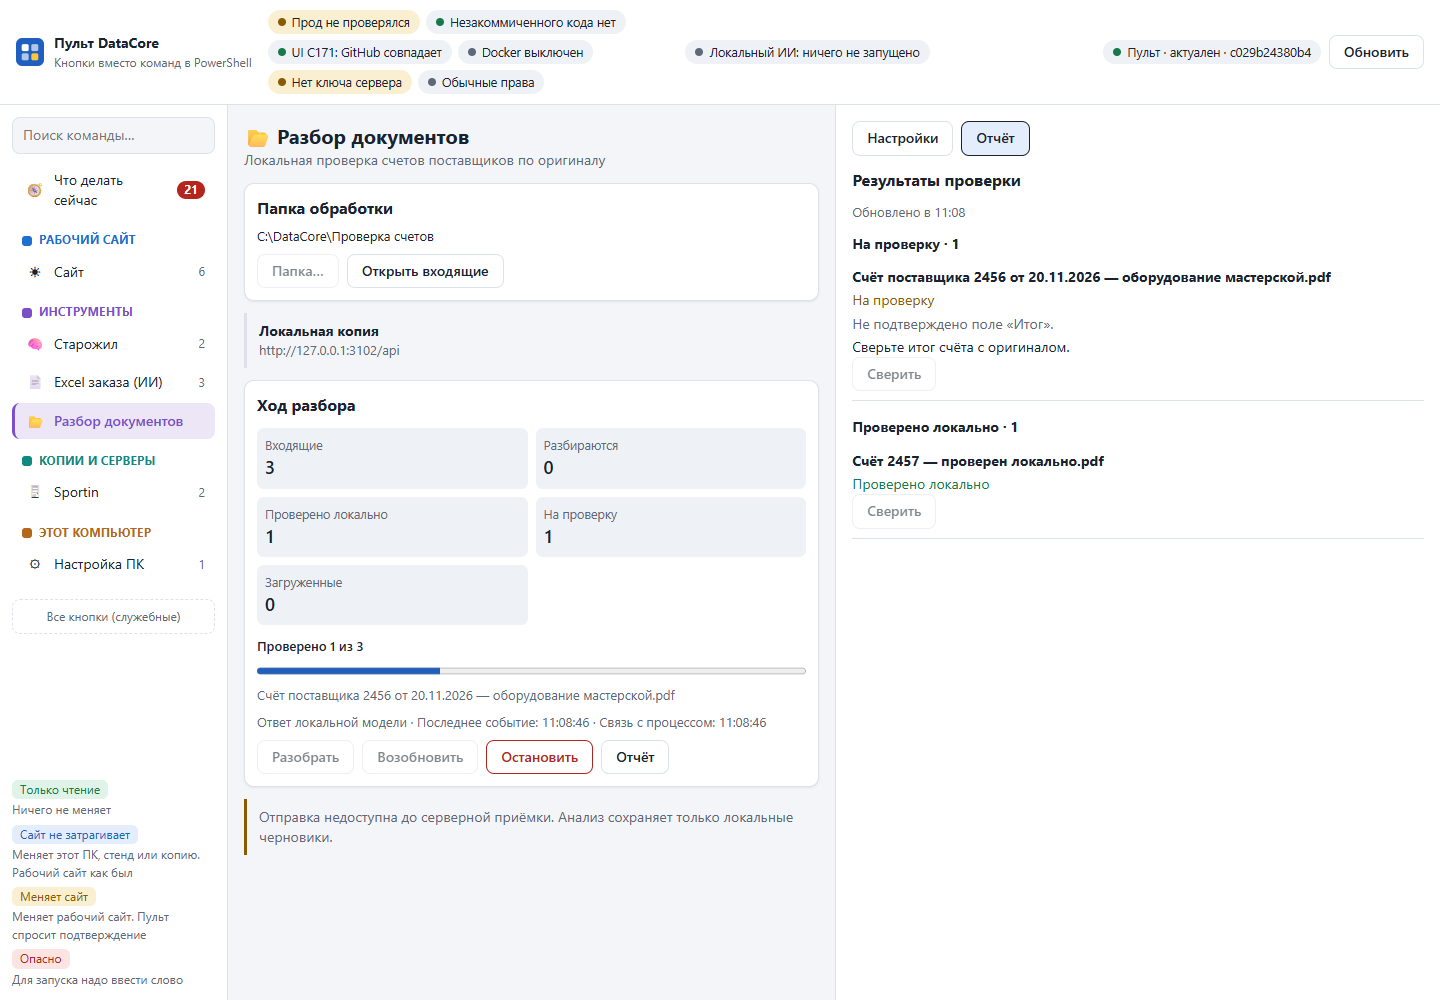 Пульт DataCore
Кнопки вместо команд в PowerShell
Прод не проверялся
Незакоммиченного кода нет
UI C171: GitHub совпадает
Docker выключен
Нет ключа сервера
Обычные права
Локальный ИИ: ничего не запущено
Пульт · актуален · c029b24380b4
Обновить
Поиск команды...
Что делать
сейчас
21
РАБОЧИЙ САЙТ
Сайт 6
ИНСТРУМЕНТЫ
Старожил 2
Excel заказа (ИИ) 3
Разбор документов
КОПИИ И СЕРВЕРЫ
Sportin 2
ЭТОТ КОМПЬЮТЕР
Настройка ПК 1
Все кнопки (служебные)
Только чтение
Ничего не меняет
Сайт не затрагивает
Меняет этот ПК, стенд или копию.
Рабочий сайт как был
Меняет сайт
Меняет рабочий сайт. Пульт
спросит подтверждение
Опасно
Для запуска надо ввести слово
Разбор документов
Локальная проверка счетов поставщиков по оригиналу
Папка обработки
C:\DataCore\Проверка счетов
Папка...
Открыть входящие
Локальная копия
http://127.0.0.1:3102/api
Ход разбора
Входящие
3
Разбираются
0
Проверено локально
1
На проверку
1
Загруженные
0
Проверено 1 из 3
Счёт поставщика 2456 от 20.11.2026 — оборудование мастерской.pdf
Ответ локальной модели · Последнее событие: 11:08:46 · Связь с процессом: 11:08:46
Разобрать
Возобновить
Остановить
Отчёт
Отправка недоступна до серверной приёмки. Анализ сохраняет только локальные
черновики.
Настройки
Отчёт
Результаты проверки
Обновлено в 11:08
На проверку · 1
Счёт поставщика 2456 от 20.11.2026 — оборудование мастерской.pdf
На проверку
Не подтверждено поле «Итог».
Сверьте итог счёта с оригиналом.
Сверить
Проверено локально · 1
Счёт 2457 — проверен локально.pdf
Проверено локально
Сверить